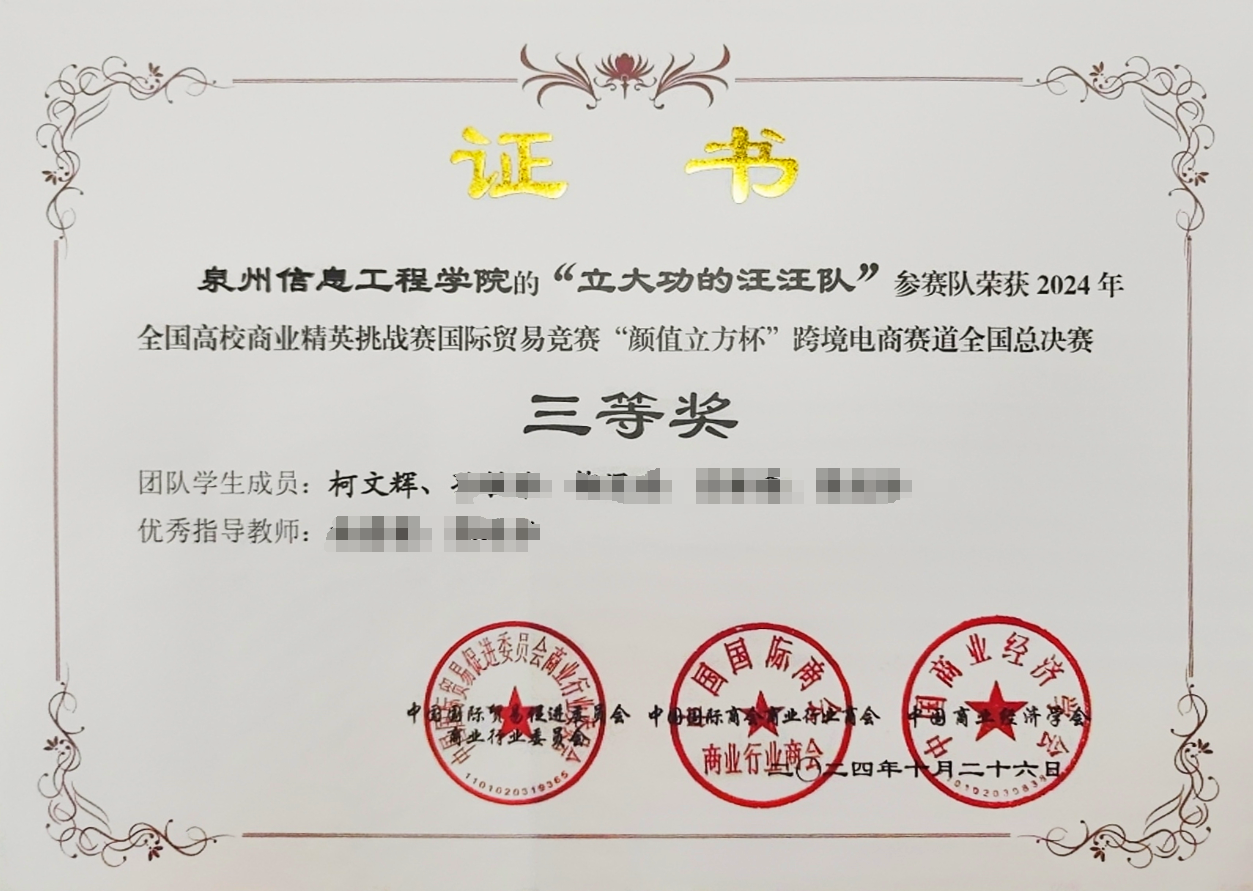 证 书
泉州信息工程学院的“立大功的汪汪队”参赛队荣获 2024 年
全国高校商业精英挑战赛国际贸易竞赛“颜值立方杯”跨境电商赛道全国总决赛
三等奖
团队学生成员：柯文辉、
优秀指导教师：
中国国际贸易促进委员会商业行业委员会
1101020319365
中国国际商会
商业行业商会
中国商业经济学会
中国国际贸易促进委员会 中国国际商会商业行业商会 中国商业经济学会
商业行业委员会
二〇二四年十月二十六日